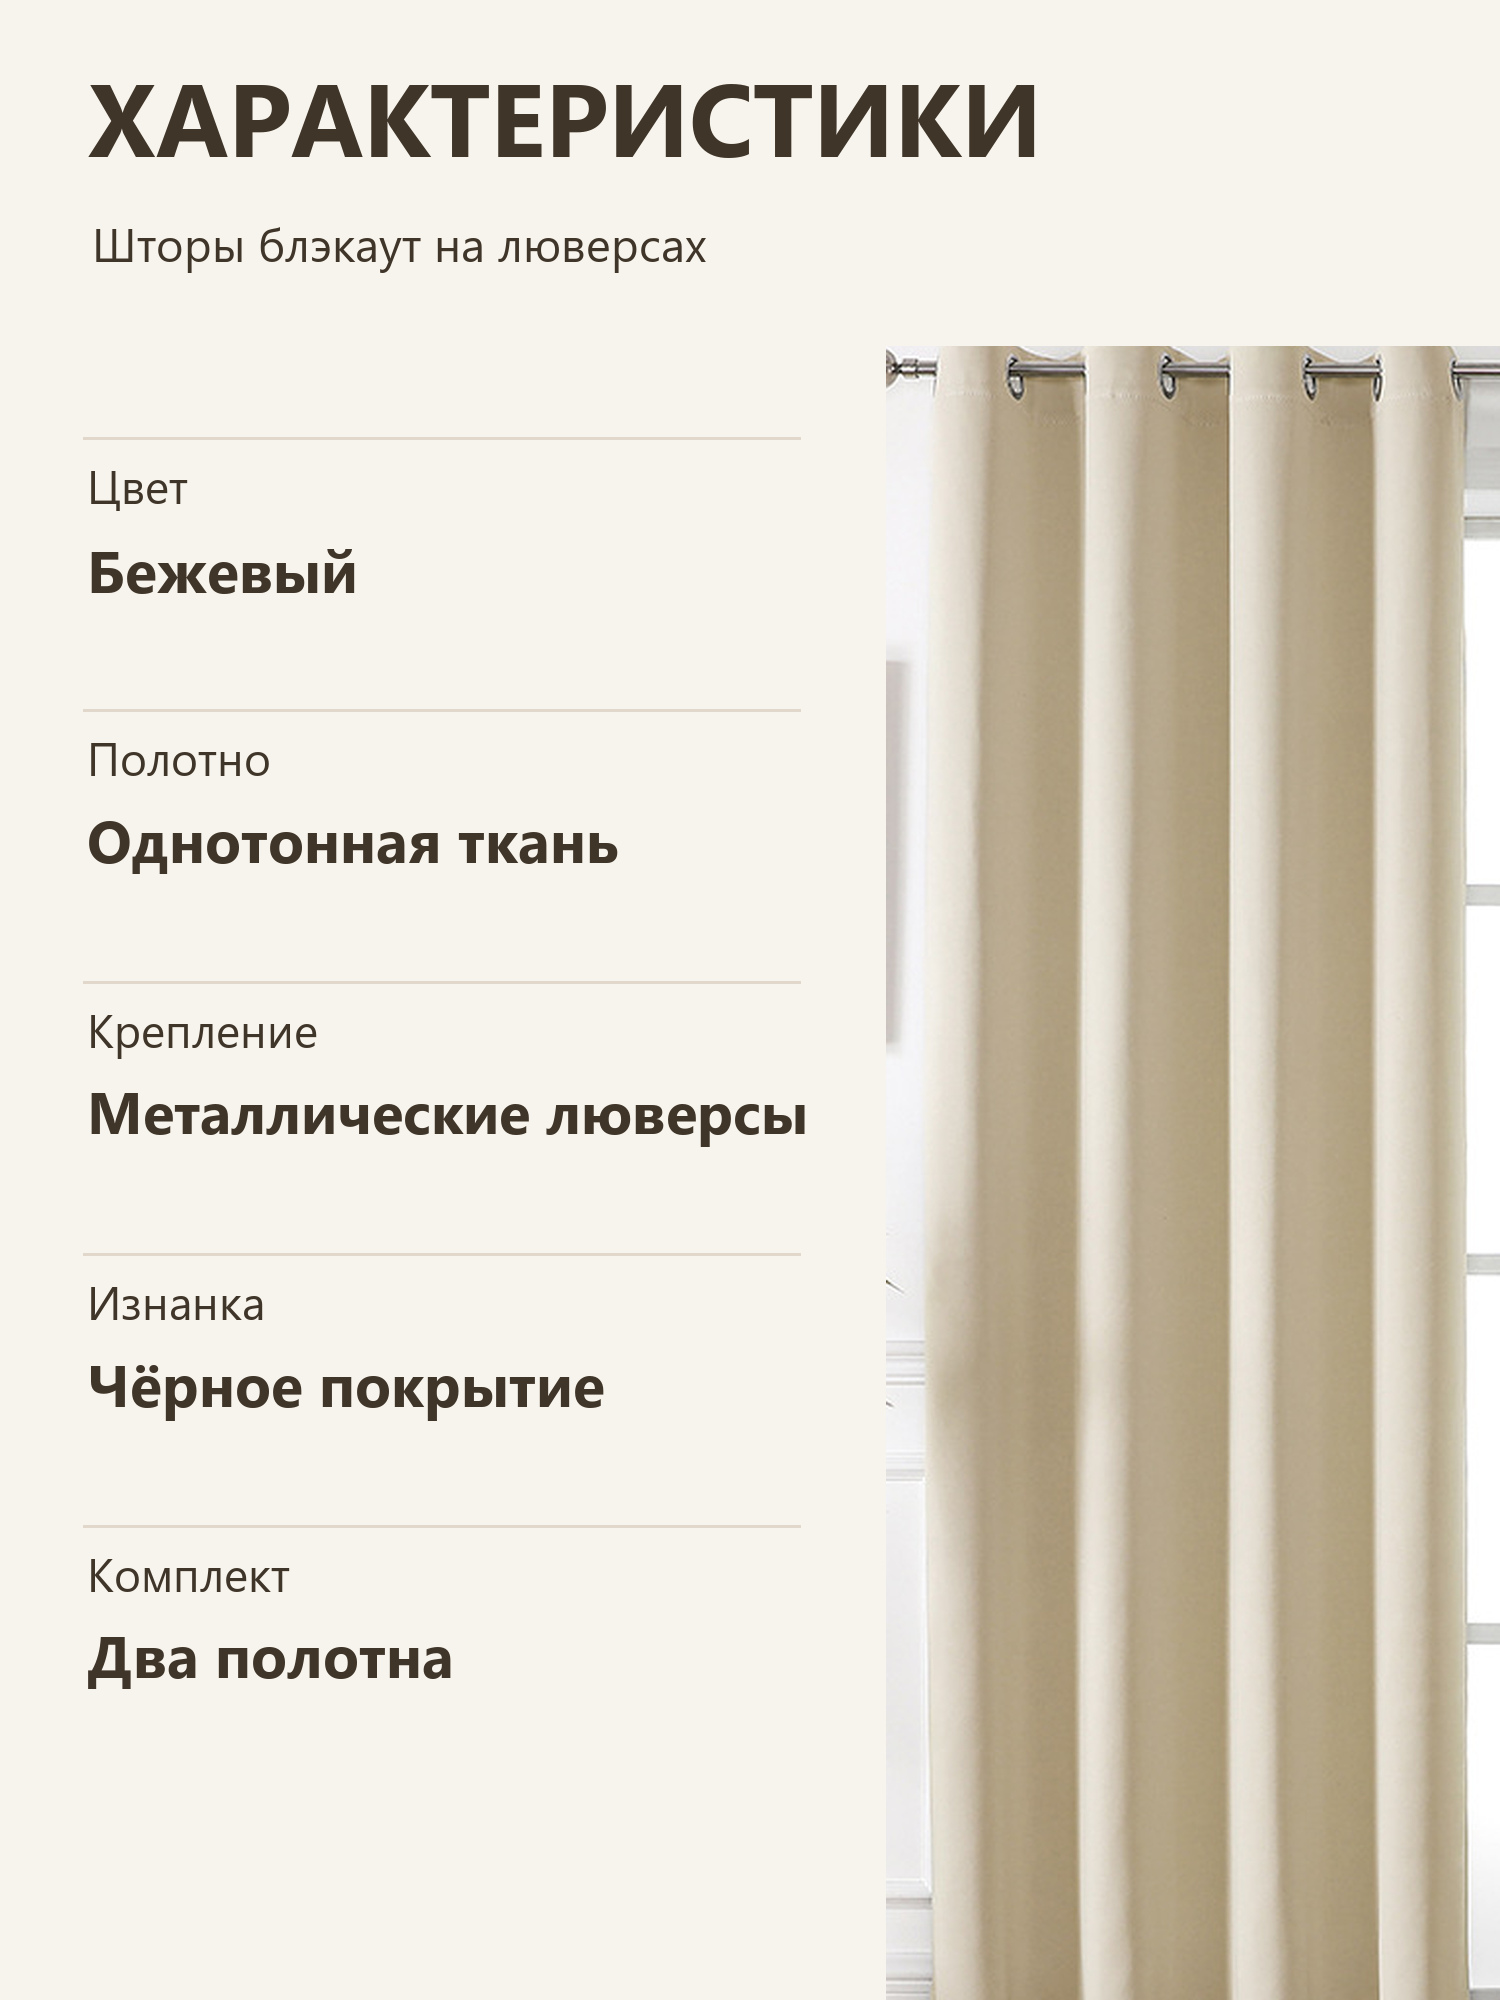 ХАРАКТЕРИСТИКИ
Шторы блэкаут на люверсах
Цвет
Бежевый
Полотно
Однотонная ткань
Крепление
Металлические люверсы
Изнанка
Чёрное покрытие
Комплект
Два полотна